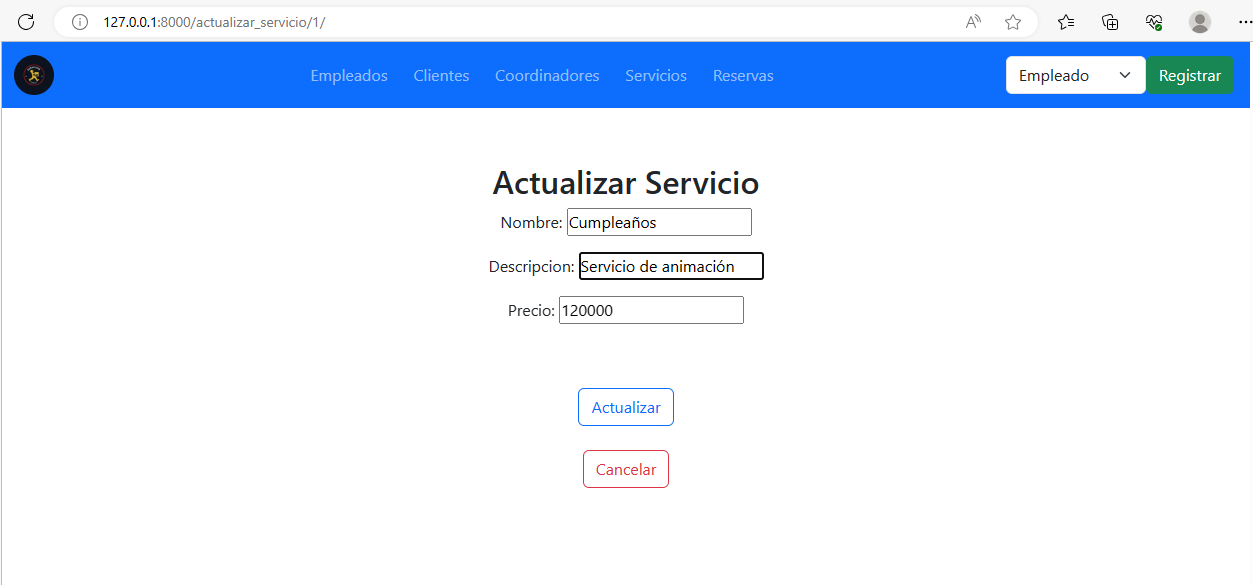 127.0.0.1:8000/actualizar_servicio/1/
Empleados Clientes Coordinadores Servicios Reservas Empleado Registrar
Actualizar Servicio
Nombre: Cumpleaños
Descripcion: Servicio de animación
Precio: 120000
Actualizar
Cancelar